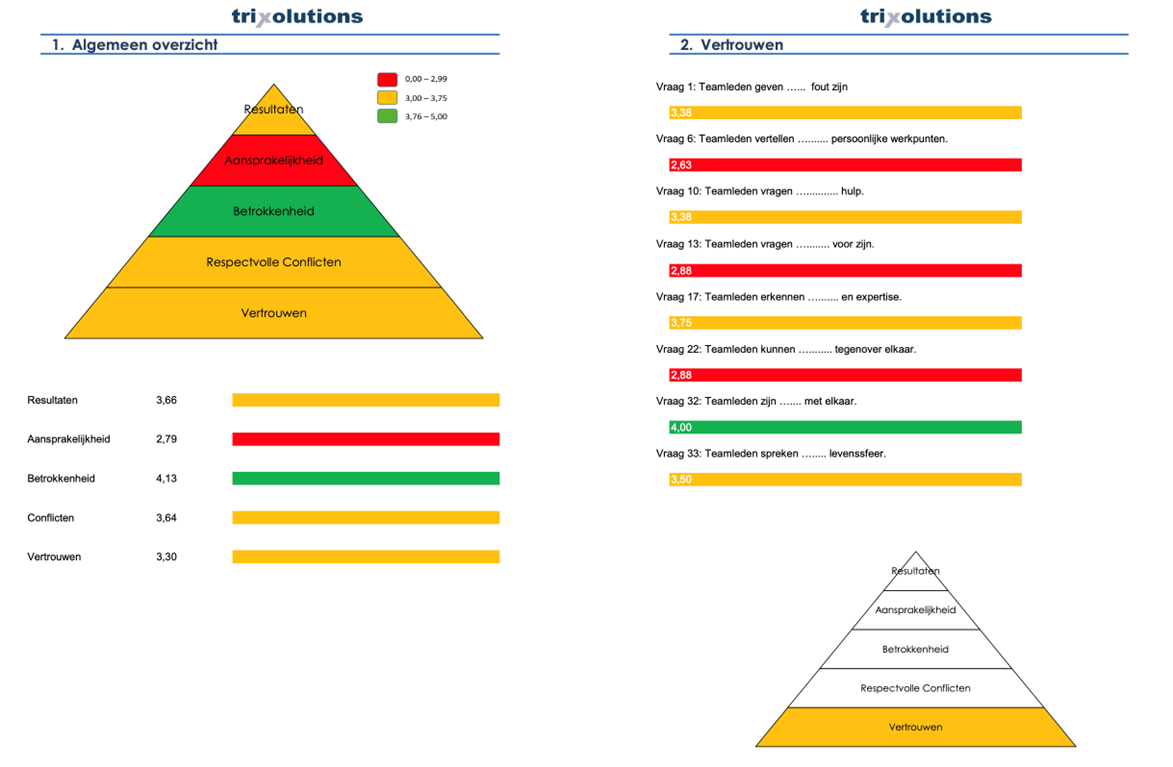 trixolutions
1. Algemeen overzicht
0,00 – 2,99
3,00 – 3,75
3,76 – 5,00
Resultaten
Aansprakelijkheid
Betrokkenheid
Respectvolle Conflicten
Vertrouwen
Resultaten 3,66
Aansprakelijkheid 2,79
Betrokkenheid 4,13
Conflicten 3,64
Vertrouwen 3,30
trixolutions
2. Vertrouwen
Vraag 1: Teamleden geven …... fout zijn
3,38
Vraag 6: Teamleden vertellen …....... persoonlijke werkpunten.
2,63
Vraag 10: Teamleden vragen ….......... hulp.
3,38
Vraag 13: Teamleden vragen …....... voor zijn.
2,88
Vraag 17: Teamleden erkennen …....... en expertise.
3,75
Vraag 22: Teamleden kunnen …....... tegenover elkaar.
2,88
Vraag 32: Teamleden zijn ….... met elkaar.
4,00
Vraag 33: Teamleden spreken …..... levenssfeer.
3,50
Resultaten
Aansprakelijkheid
Betrokkenheid
Respectvolle Conflicten
Vertrouwen